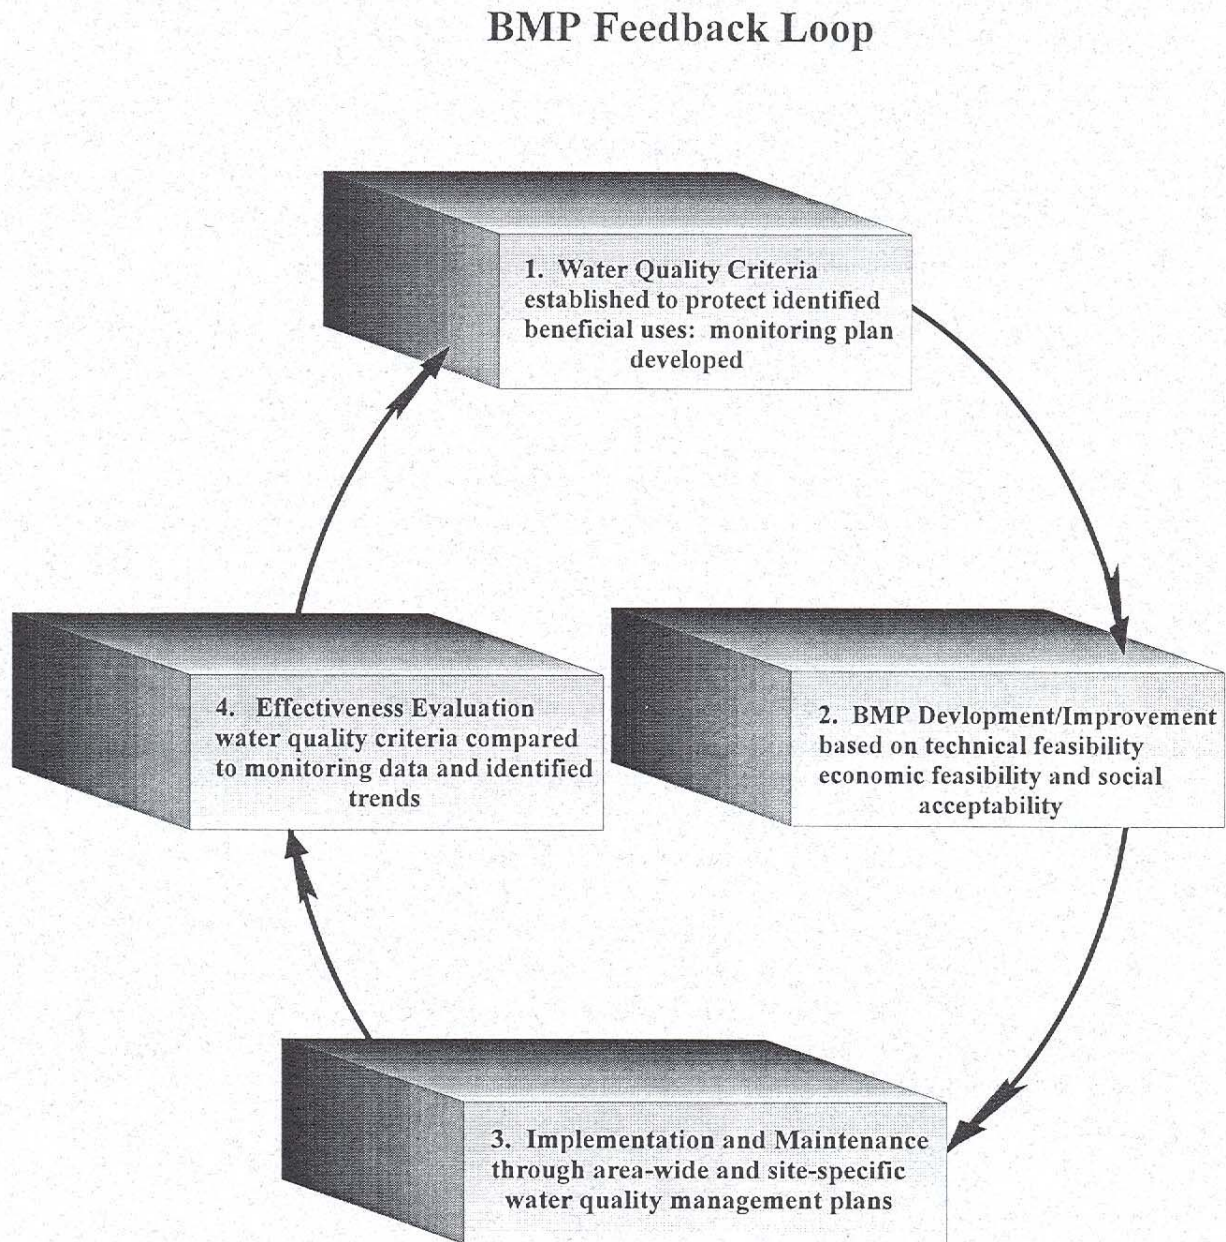 BMP Feedback Loop
1. Water Quality Criteria
established to protect identified
beneficial uses: monitoring plan
developed
2. BMP Devlopment/Improvement
based on technical feasibility
economic feasibility and social
acceptability
3. Implementation and Maintenance
through area-wide and site-specific
water quality management plans
4. Effectiveness Evaluation
water quality criteria compared
to monitoring data and identified
trends